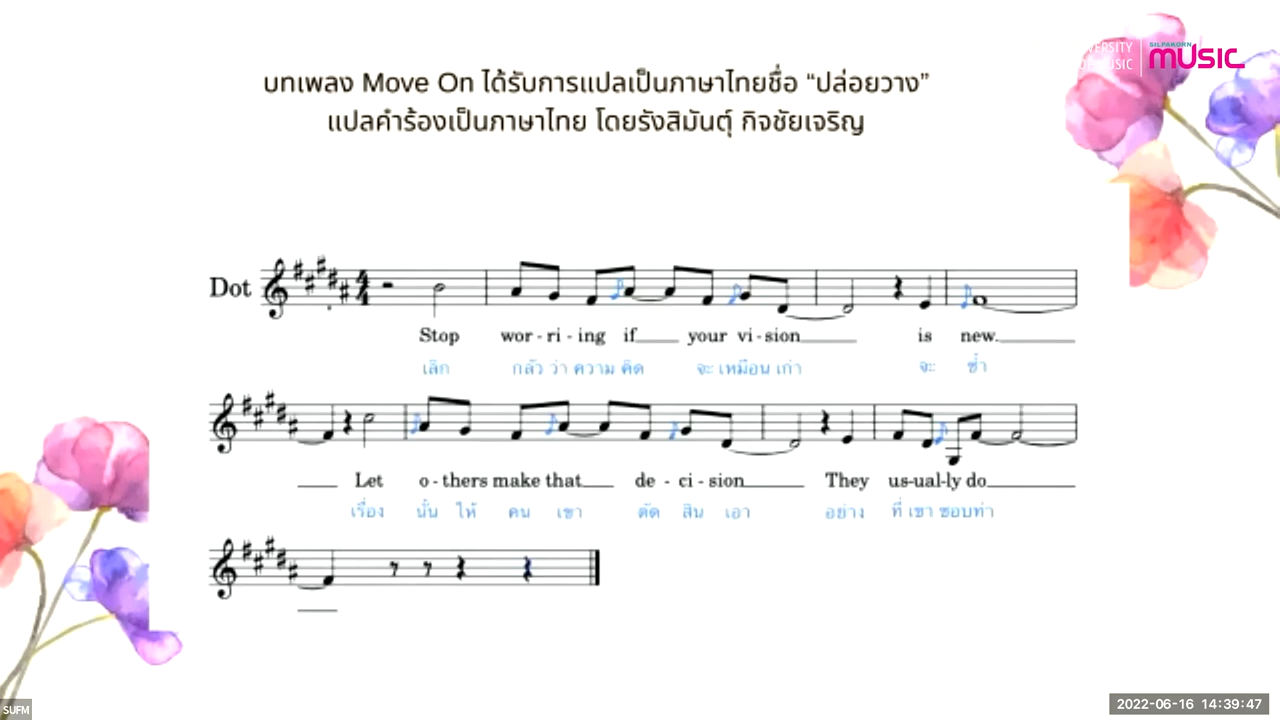 VERSITY
OF MUSIC
SILPAKORN
MUSIC
บทเพลง Move On ได้รับการแปลเป็นภาษาไทยชื่อ “ปล่อยวาง”
แปลคำร้องเป็นภาษาไทย โดยรังสิมันตุ์ กิจชัยเจริญ
Dot
Stop wor - ri - ing if your vi - sion is new.
เลิก กลัว ว่า ความ คิด จะ เหมือน เก่า จะ ซ้ำ
Let o - thers make that de - ci - sion They us-ual-ly do
เรื่อง นั้น ให้ คน เขา ตัด สิน เอา อย่าง ที่ เขา ชอบทำ
SUFM
2022-06-16 14:39:47